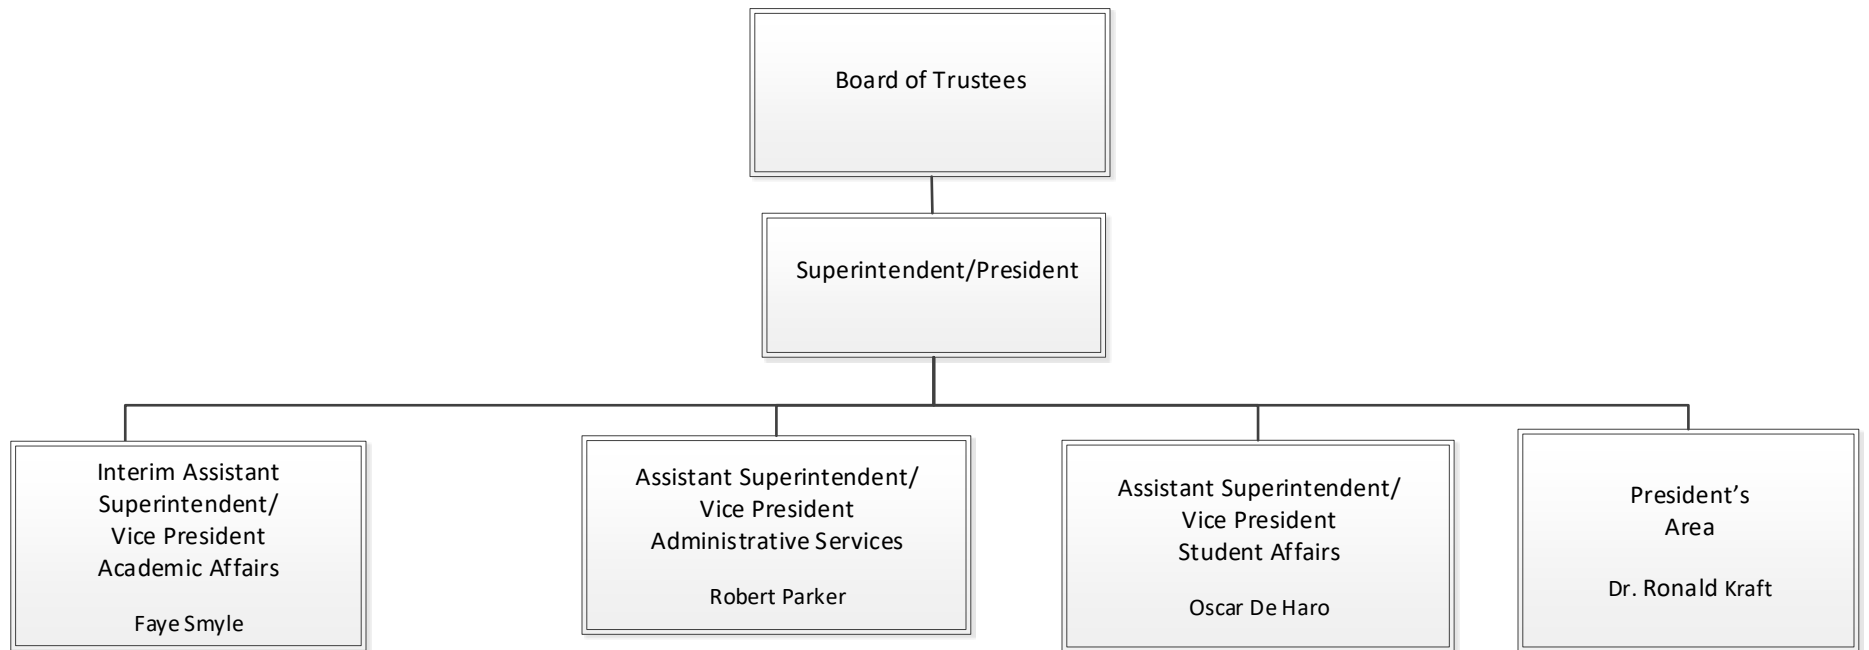 Board of Trustees
Superintendent/President
Interim Assistant
Superintendent/
Vice President
Academic Affairs
Faye Smyle
Assistant Superintendent/
Vice President
Administrative Services
Robert Parker
Assistant Superintendent/
Vice President
Student Affairs
Oscar De Haro
President’s
Area
Dr. Ronald Kraft